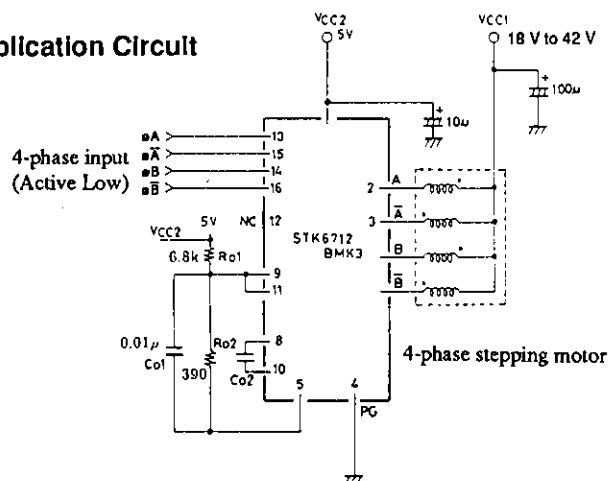 plication Circuit
VCC2
5V
VCC1
18 V to 42 V
+
100μ
+
10μ
4-phase input
(Active Low)
øA
øA̅
øB
øB̅
13
15
14
16
NC 12
5V
VCC2
6.8k Ro1
9
11
0.01μ
Co1
Ro2
390
8
10
Co2
5
4
PG
STK6712
BMK3
2 A
3 A̅
B
B̅
4-phase stepping motor